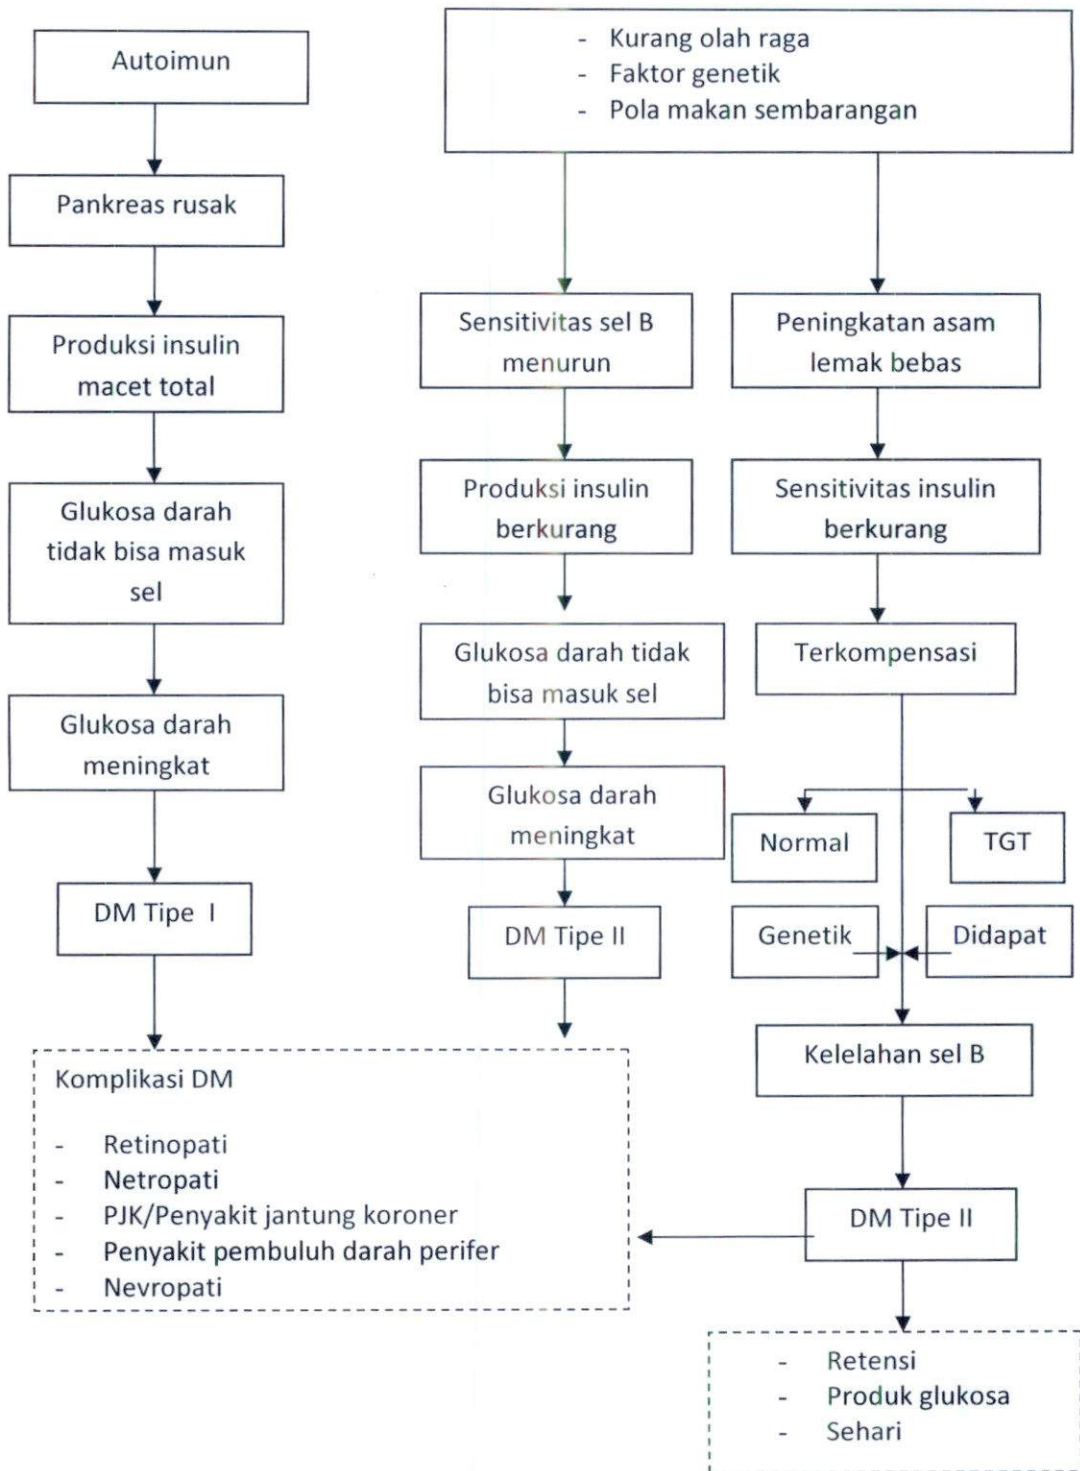 Autoimun
Pankreas rusak
Produksi insulin
macet total
Glukosa darah
tidak bisa masuk
sel
Glukosa darah
meningkat
DM Tipe I
- Kurang olah raga
- Faktor genetik
- Pola makan sembarangan
Sensitivitas sel B
menurun
Produksi insulin
berkurang
Glukosa darah tidak
bisa masuk sel
Glukosa darah
meningkat
DM Tipe II
Peningkatan asam
lemak bebas
Sensitivitas insulin
berkurang
Terkompensasi
Normal
TGT
Genetik
Didapat
Kelelahan sel B
DM Tipe II
Komplikasi DM
- Retinopati
- Netropati
- PJK/Penyakit jantung koroner
- Penyakit pembuluh darah perifer
- Nevropati
- Retensi
- Produk glukosa
- Sehari